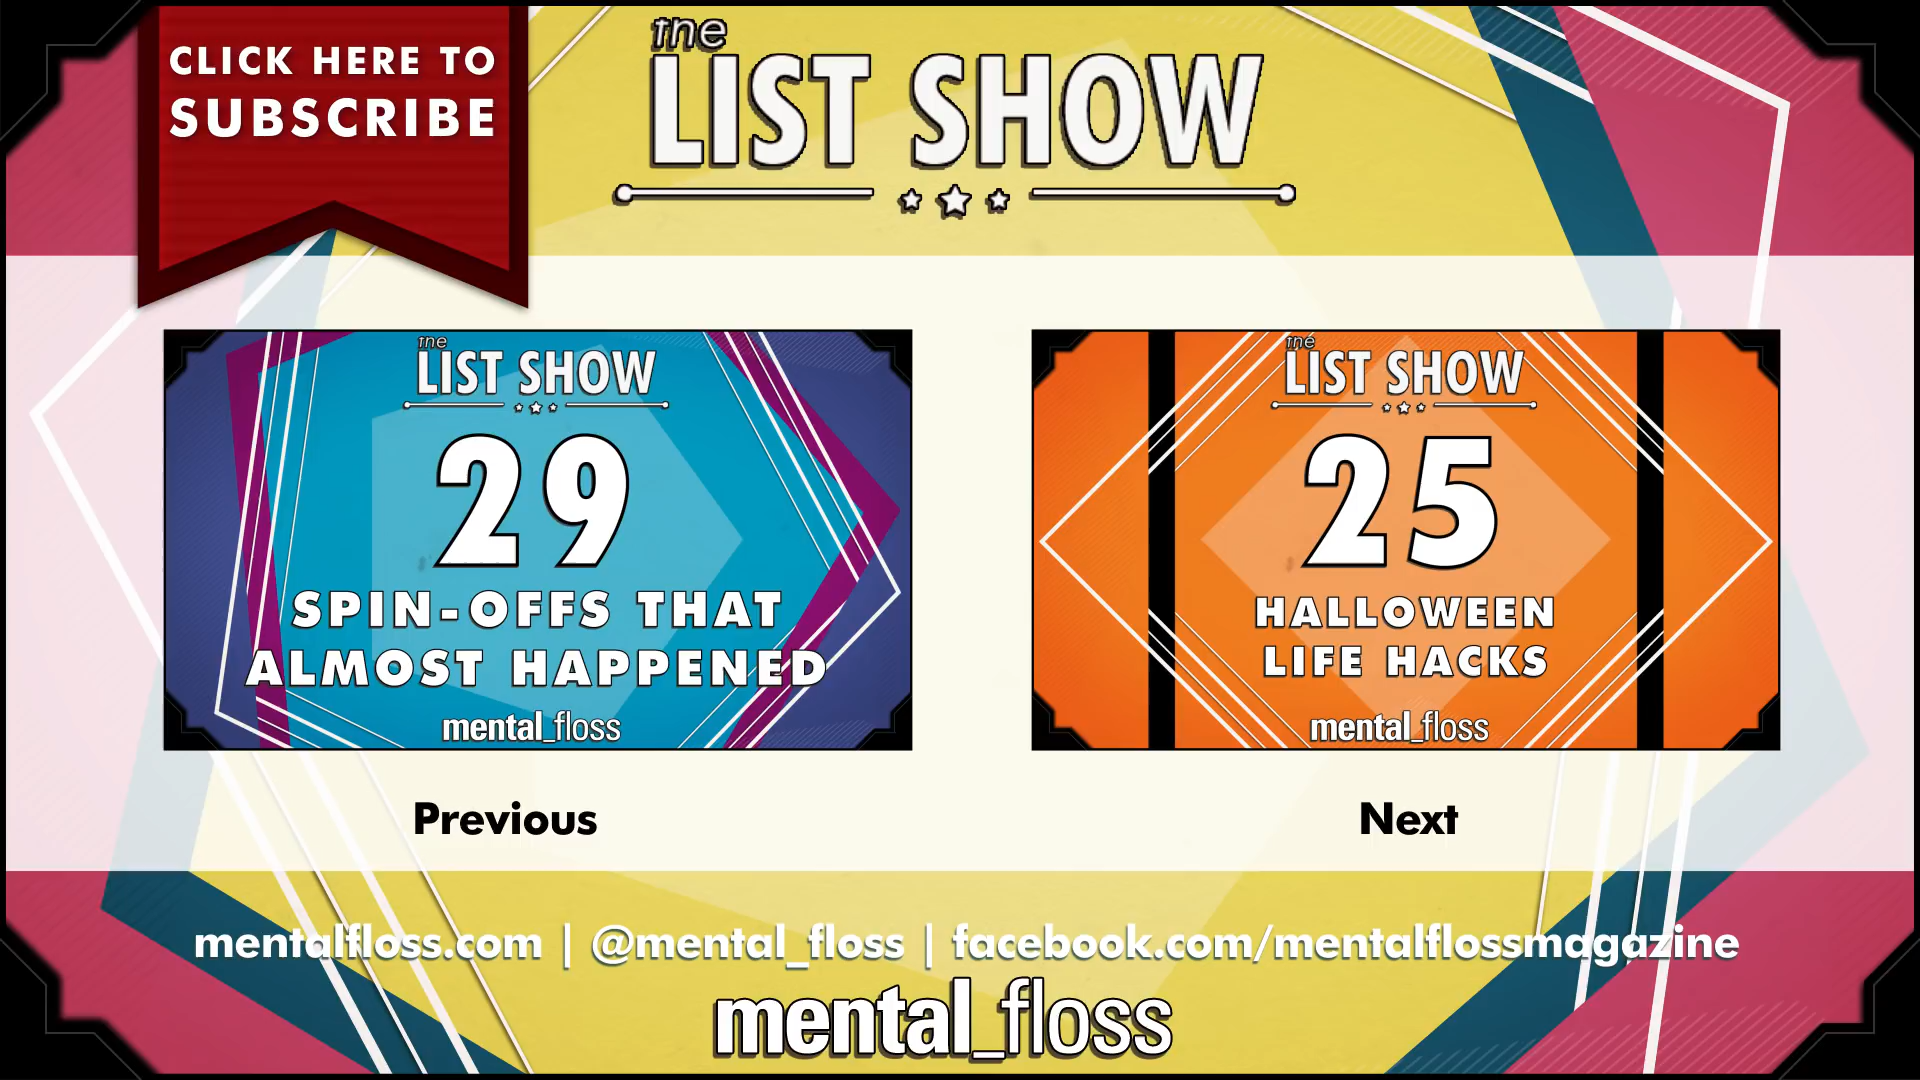 CLICK HERE TO
SUBSCRIBE
the
LIST SHOW
the
LIST SHOW
29
SPIN-OFFS THAT
ALMOST HAPPENED
mental_floss
Previous
the
LIST SHOW
25
HALLOWEEN
LIFE HACKS
mental_floss
Next
mentalfloss.com | @mental_floss | facebook.com/mentalflossmagazine
mental_floss